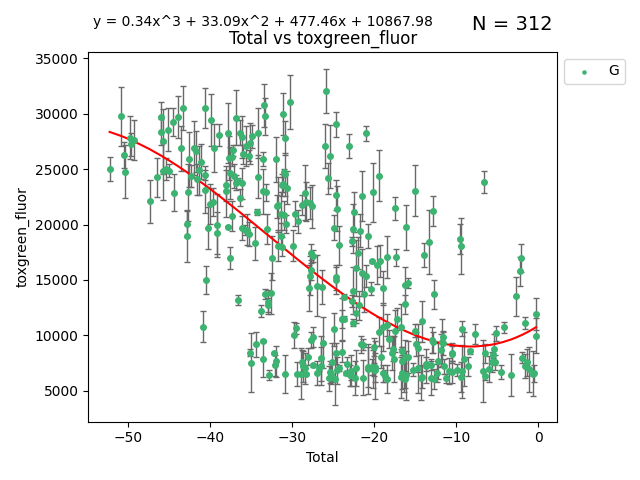 y = 0.34x^3 + 33.09x^2 + 477.46x + 10867.98
N = 312
Total vs toxgreen_fluor
35000
30000
25000
20000
15000
10000
5000
toxgreen_fluor
−50
−40
−30
−20
−10
0
Total
G